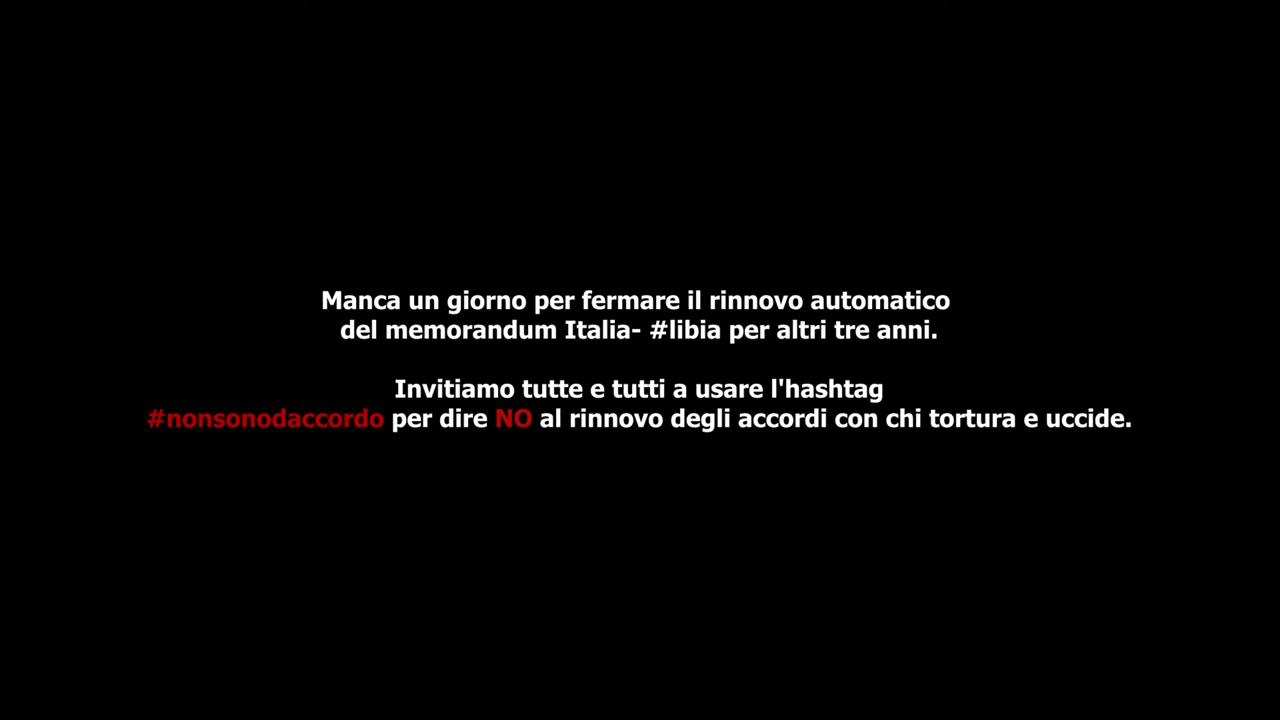 Manca un giorno per fermare il rinnovo automatico
del memorandum Italia- #libia per altri tre anni.
Invitiamo tutte e tutti a usare l'hashtag
#nonsonodaccordo per dire NO al rinnovo degli accordi con chi tortura e uccide.